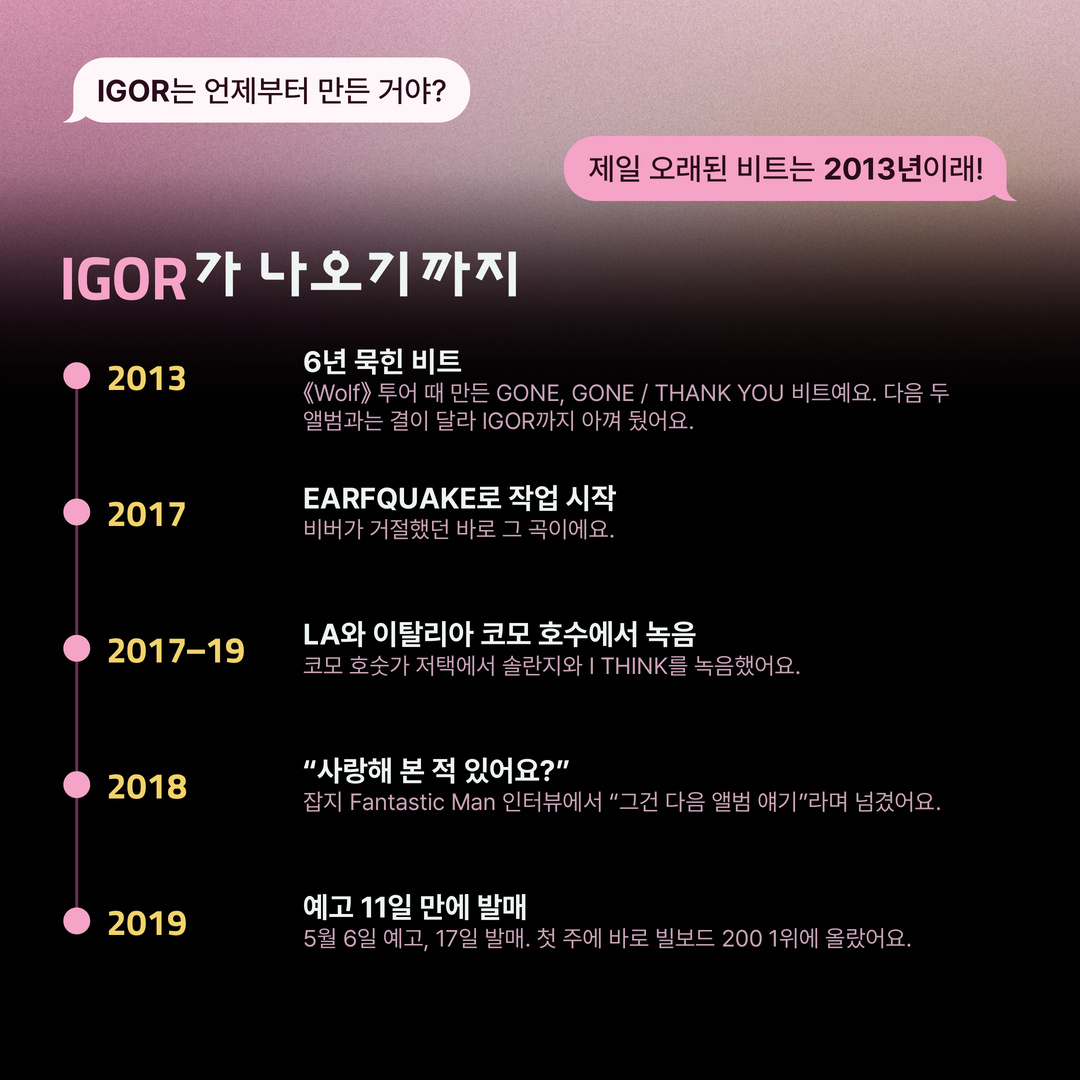 IGOR는 언제부터 만든 거야?
제일 오래된 비트는 2013년이래!
IGOR가 나오기까지
2013
6년 묵힌 비트
《Wolf》 투어 때 만든 GONE, GONE / THANK YOU 비트예요. 다음 두
앨범과는 결이 달라 IGOR까지 아껴 뒀어요.
2017
EARFQUAKE로 작업 시작
비버가 거절했던 바로 그 곡이에요.
2017–19
LA와 이탈리아 코모 호수에서 녹음
코모 호숫가 저택에서 솔란지와 I THINK를 녹음했어요.
2018
“사랑해 본 적 있어요?”
잡지 Fantastic Man 인터뷰에서 “그건 다음 앨범 얘기”라며 넘겼어요.
2019
예고 11일 만에 발매
5월 6일 예고, 17일 발매. 첫 주에 바로 빌보드 200 1위에 올랐어요.